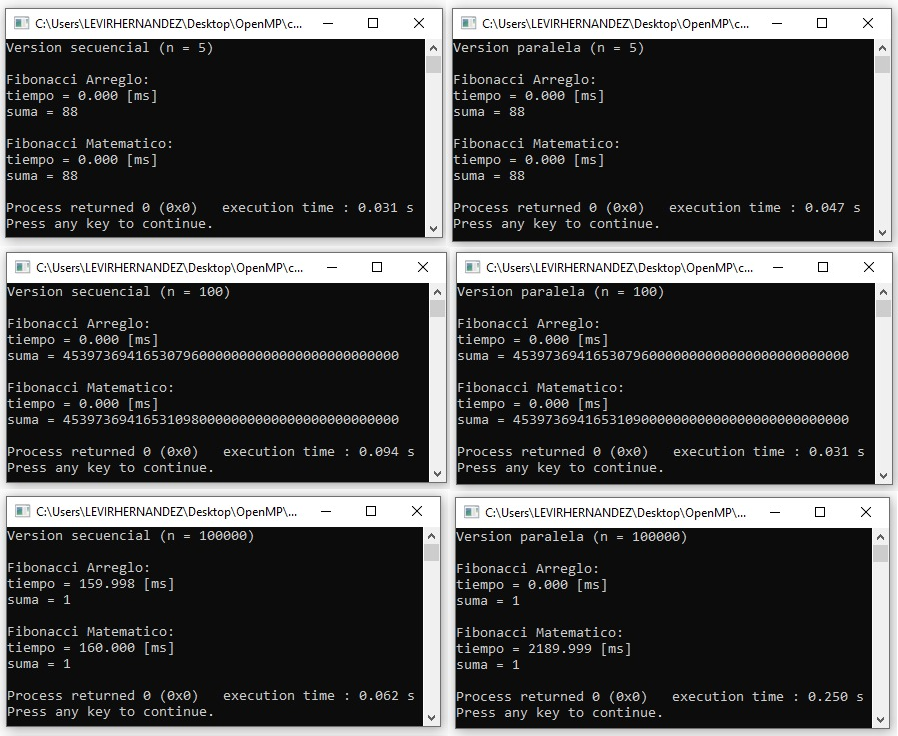 C:\Users\LEVIRHERNANDEZ\Desktop\OpenMP\c...
Version secuencial (n = 5)
Fibonacci Arreglo:
tiempo = 0.000 [ms]
suma = 88
Fibonacci Matematico:
tiempo = 0.000 [ms]
suma = 88
Process returned 0 (0x0)   execution time : 0.031 s
Press any key to continue.
C:\Users\LEVIRHERNANDEZ\Desktop\OpenMP\c...
Version paralela (n = 5)
Fibonacci Arreglo:
tiempo = 0.000 [ms]
suma = 88
Fibonacci Matematico:
tiempo = 0.000 [ms]
suma = 88
Process returned 0 (0x0)   execution time : 0.047 s
Press any key to continue.
C:\Users\LEVIRHERNANDEZ\Desktop\OpenMP\c...
Version secuencial (n = 100)
Fibonacci Arreglo:
tiempo = 0.000 [ms]
suma = 453973694165307960000000000000000000000000
Fibonacci Matematico:
tiempo = 0.000 [ms]
suma = 453973694165310980000000000000000000000000
Process returned 0 (0x0)   execution time : 0.094 s
Press any key to continue.
C:\Users\LEVIRHERNANDEZ\Desktop\OpenMP\c...
Version paralela (n = 100)
Fibonacci Arreglo:
tiempo = 0.000 [ms]
suma = 453973694165307960000000000000000000000000
Fibonacci Matematico:
tiempo = 0.000 [ms]
suma = 453973694165310900000000000000000000000000
Process returned 0 (0x0)   execution time : 0.031 s
Press any key to continue.
C:\Users\LEVIRHERNANDEZ\Desktop\OpenMP\...
Version secuencial (n = 100000)
Fibonacci Arreglo:
tiempo = 159.998 [ms]
suma = 1
Fibonacci Matematico:
tiempo = 160.000 [ms]
suma = 1
Process returned 0 (0x0)   execution time : 0.062 s
Press any key to continue.
C:\Users\LEVIRHERNANDEZ\Desktop\OpenMP\...
Version paralela (n = 100000)
Fibonacci Arreglo:
tiempo = 0.000 [ms]
suma = 1
Fibonacci Matematico:
tiempo = 2189.999 [ms]
suma = 1
Process returned 0 (0x0)   execution time : 0.250 s
Press any key to continue.